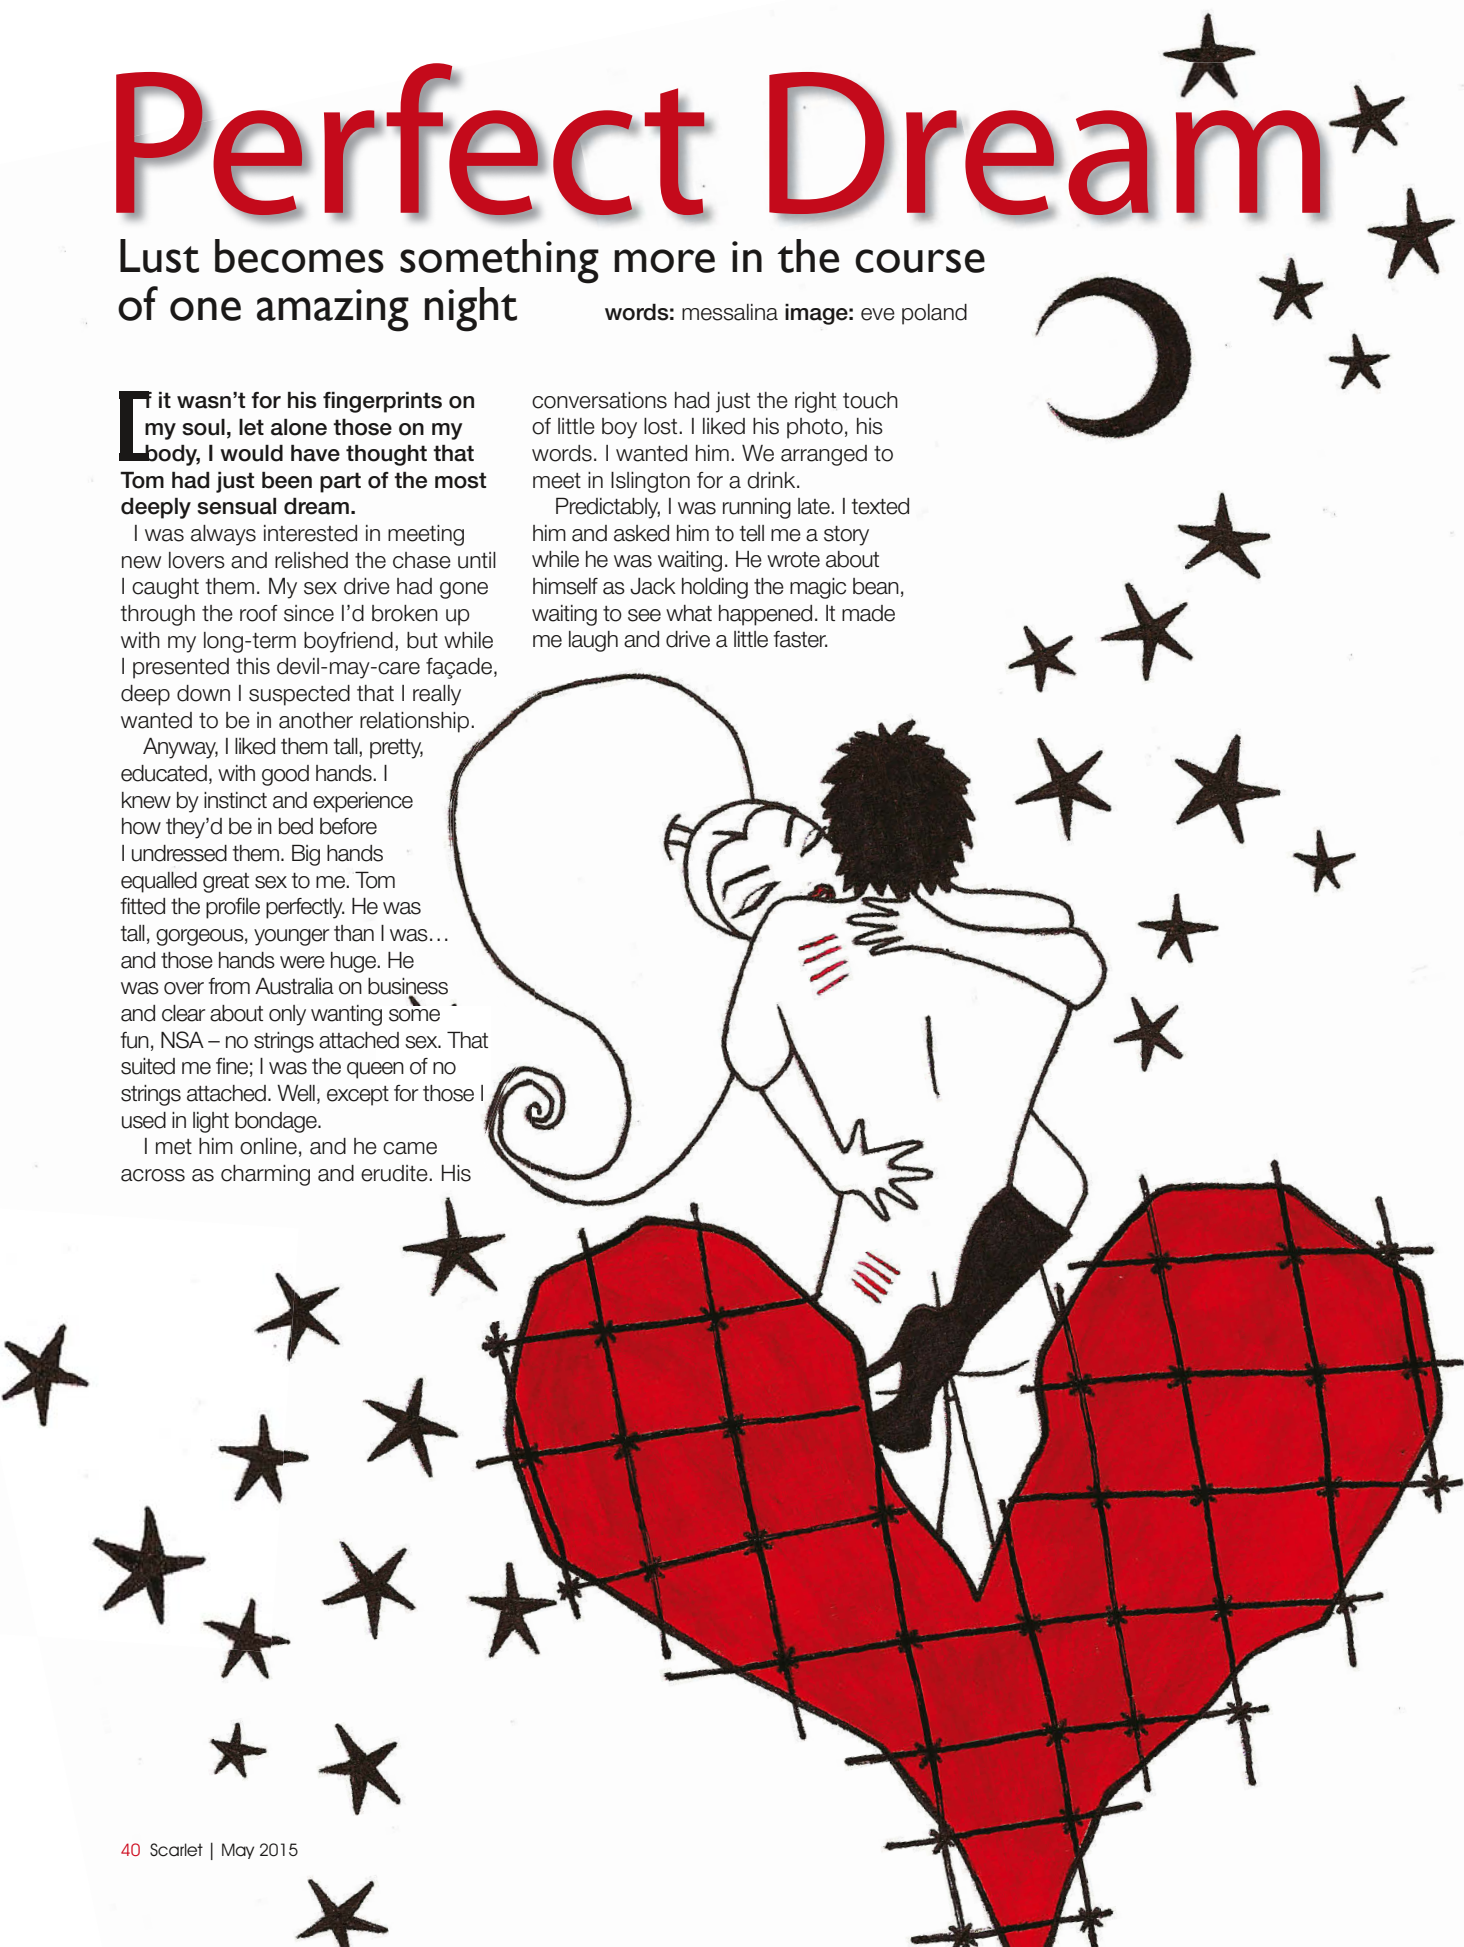 Perfect Dream
Lust becomes something more in the course
of one amazing night
words: messalina image: eve poland
If it wasn't for his fingerprints on
my soul, let alone those on my
body, I would have thought that
Tom had just been part of the most
deeply sensual dream.
I was always interested in meeting
new lovers and relished the chase until
I caught them. My sex drive had gone
through the roof since I'd broken up
with my long-term boyfriend, but while
I presented this devil-may-care façade,
deep down I suspected that I really
wanted to be in another relationship.
Anyway, I liked them tall, pretty,
educated, with good hands. I
knew by instinct and experience
how they'd be in bed before
I undressed them. Big hands
equalled great sex to me. Tom
fitted the profile perfectly. He was
tall, gorgeous, younger than I was…
and those hands were huge. He
was over from Australia on business
and clear about only wanting some
fun, NSA – no strings attached sex. That
suited me fine; I was the queen of no
strings attached. Well, except for those I
used in light bondage.
I met him online, and he came
across as charming and erudite. His
conversations had just the right touch
of little boy lost. I liked his photo, his
words. I wanted him. We arranged to
meet in Islington for a drink.
Predictably, I was running late. I texted
him and asked him to tell me a story
while he was waiting. He wrote about
himself as Jack holding the magic bean,
waiting to see what happened. It made
me laugh and drive a little faster.
40 Scarlet | May 2015